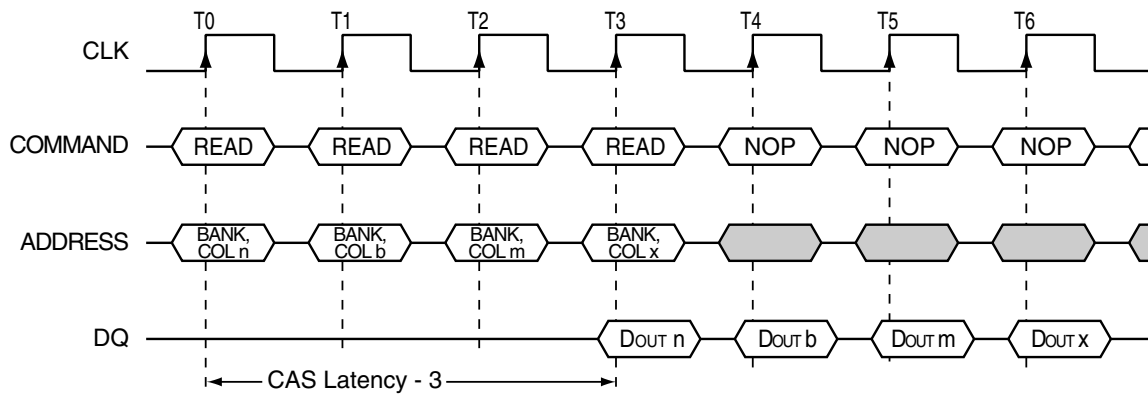 T0 T1 T2 T3 T4 T5 T6
CLK
COMMAND READ READ READ READ NOP NOP NOP
ADDRESS BANK, COL n BANK, COL b BANK, COL m BANK, COL x
DQ DOUT n DOUT b DOUT m DOUT x
CAS Latency - 3